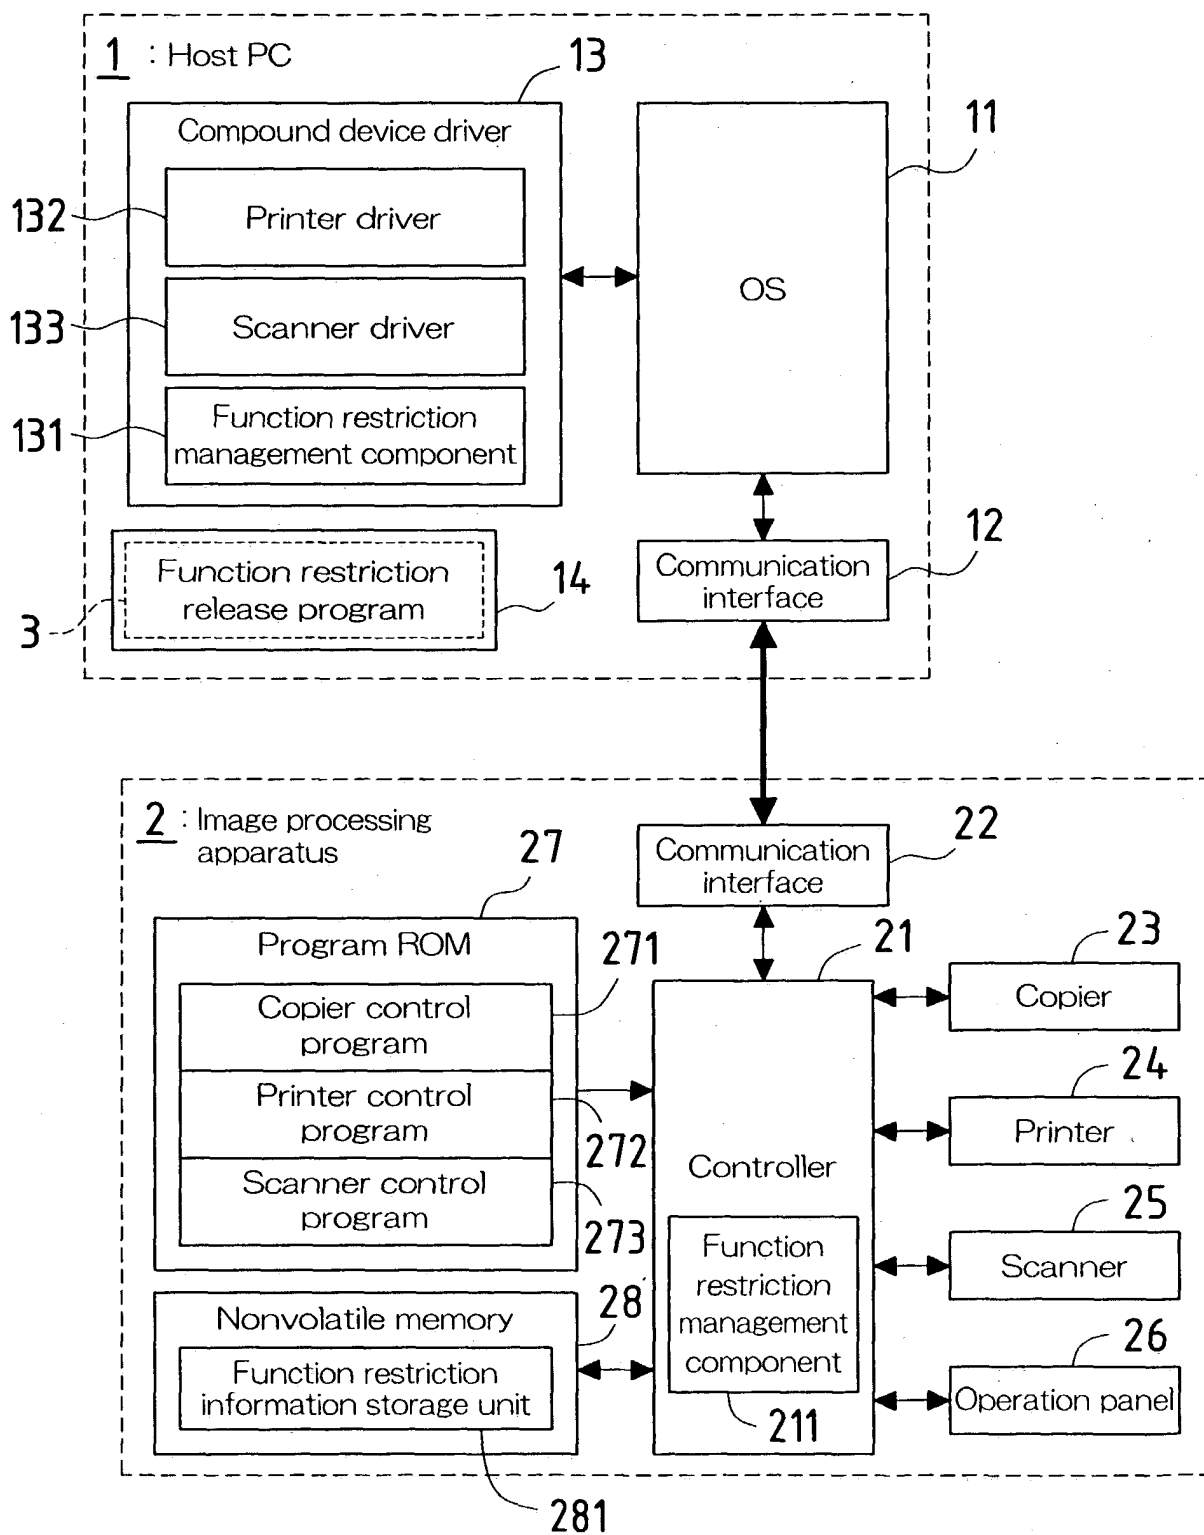 1 : Host PC
13
Compound device driver
11
132
Printer driver
OS
133
Scanner driver
131
Function restriction
management component
12
Communication
interface
Function restriction
release program
14
3
2 : Image processing
apparatus
22
Communication
interface
27
Program ROM
271
21
23
Copier control
program
Copier
24
Printer control
program
272
Printer
Controller
Scanner control
program
273
25
Scanner
Function
restriction
management
component
28
Nonvolatile memory
26
Function restriction
information storage unit
Operation panel
211
281